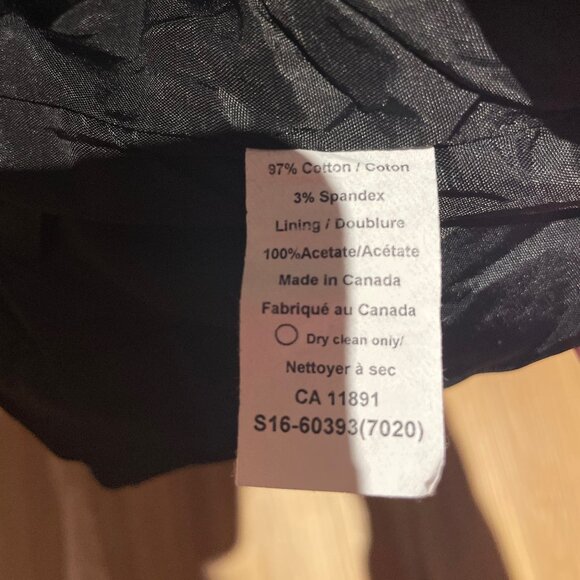 97% Cotton / Coton
3% Spandex
Lining / Doublure
100%Acetate/Acétate
Made in Canada
Fabriqué au Canada
Dry clean only/
Nettoyer à sec
CA 11891
S16-60393(7020)